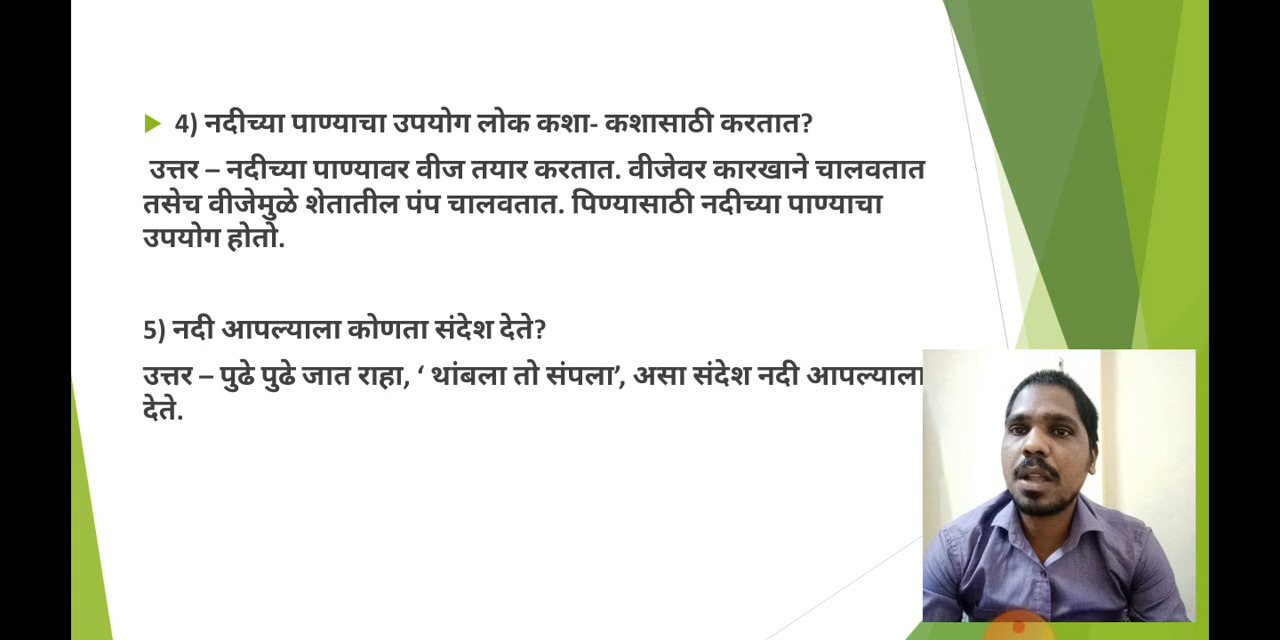 4) नदीच्या पाण्याचा उपयोग लोक कशा- कशासाठी करतात?
उत्तर – नदीच्या पाण्यावर वीज तयार करतात. वीजेवर कारखाने चालवतात
तसेच वीजेमुळे शेतातील पंप चालवतात. पिण्यासाठी नदीच्या पाण्याचा
उपयोग होतो.
5) नदी आपल्याला कोणता संदेश देते?
उत्तर – पुढे पुढे जात राहा, ‘ थांबला तो संपला’, असा संदेश नदी आपल्याला
देते.